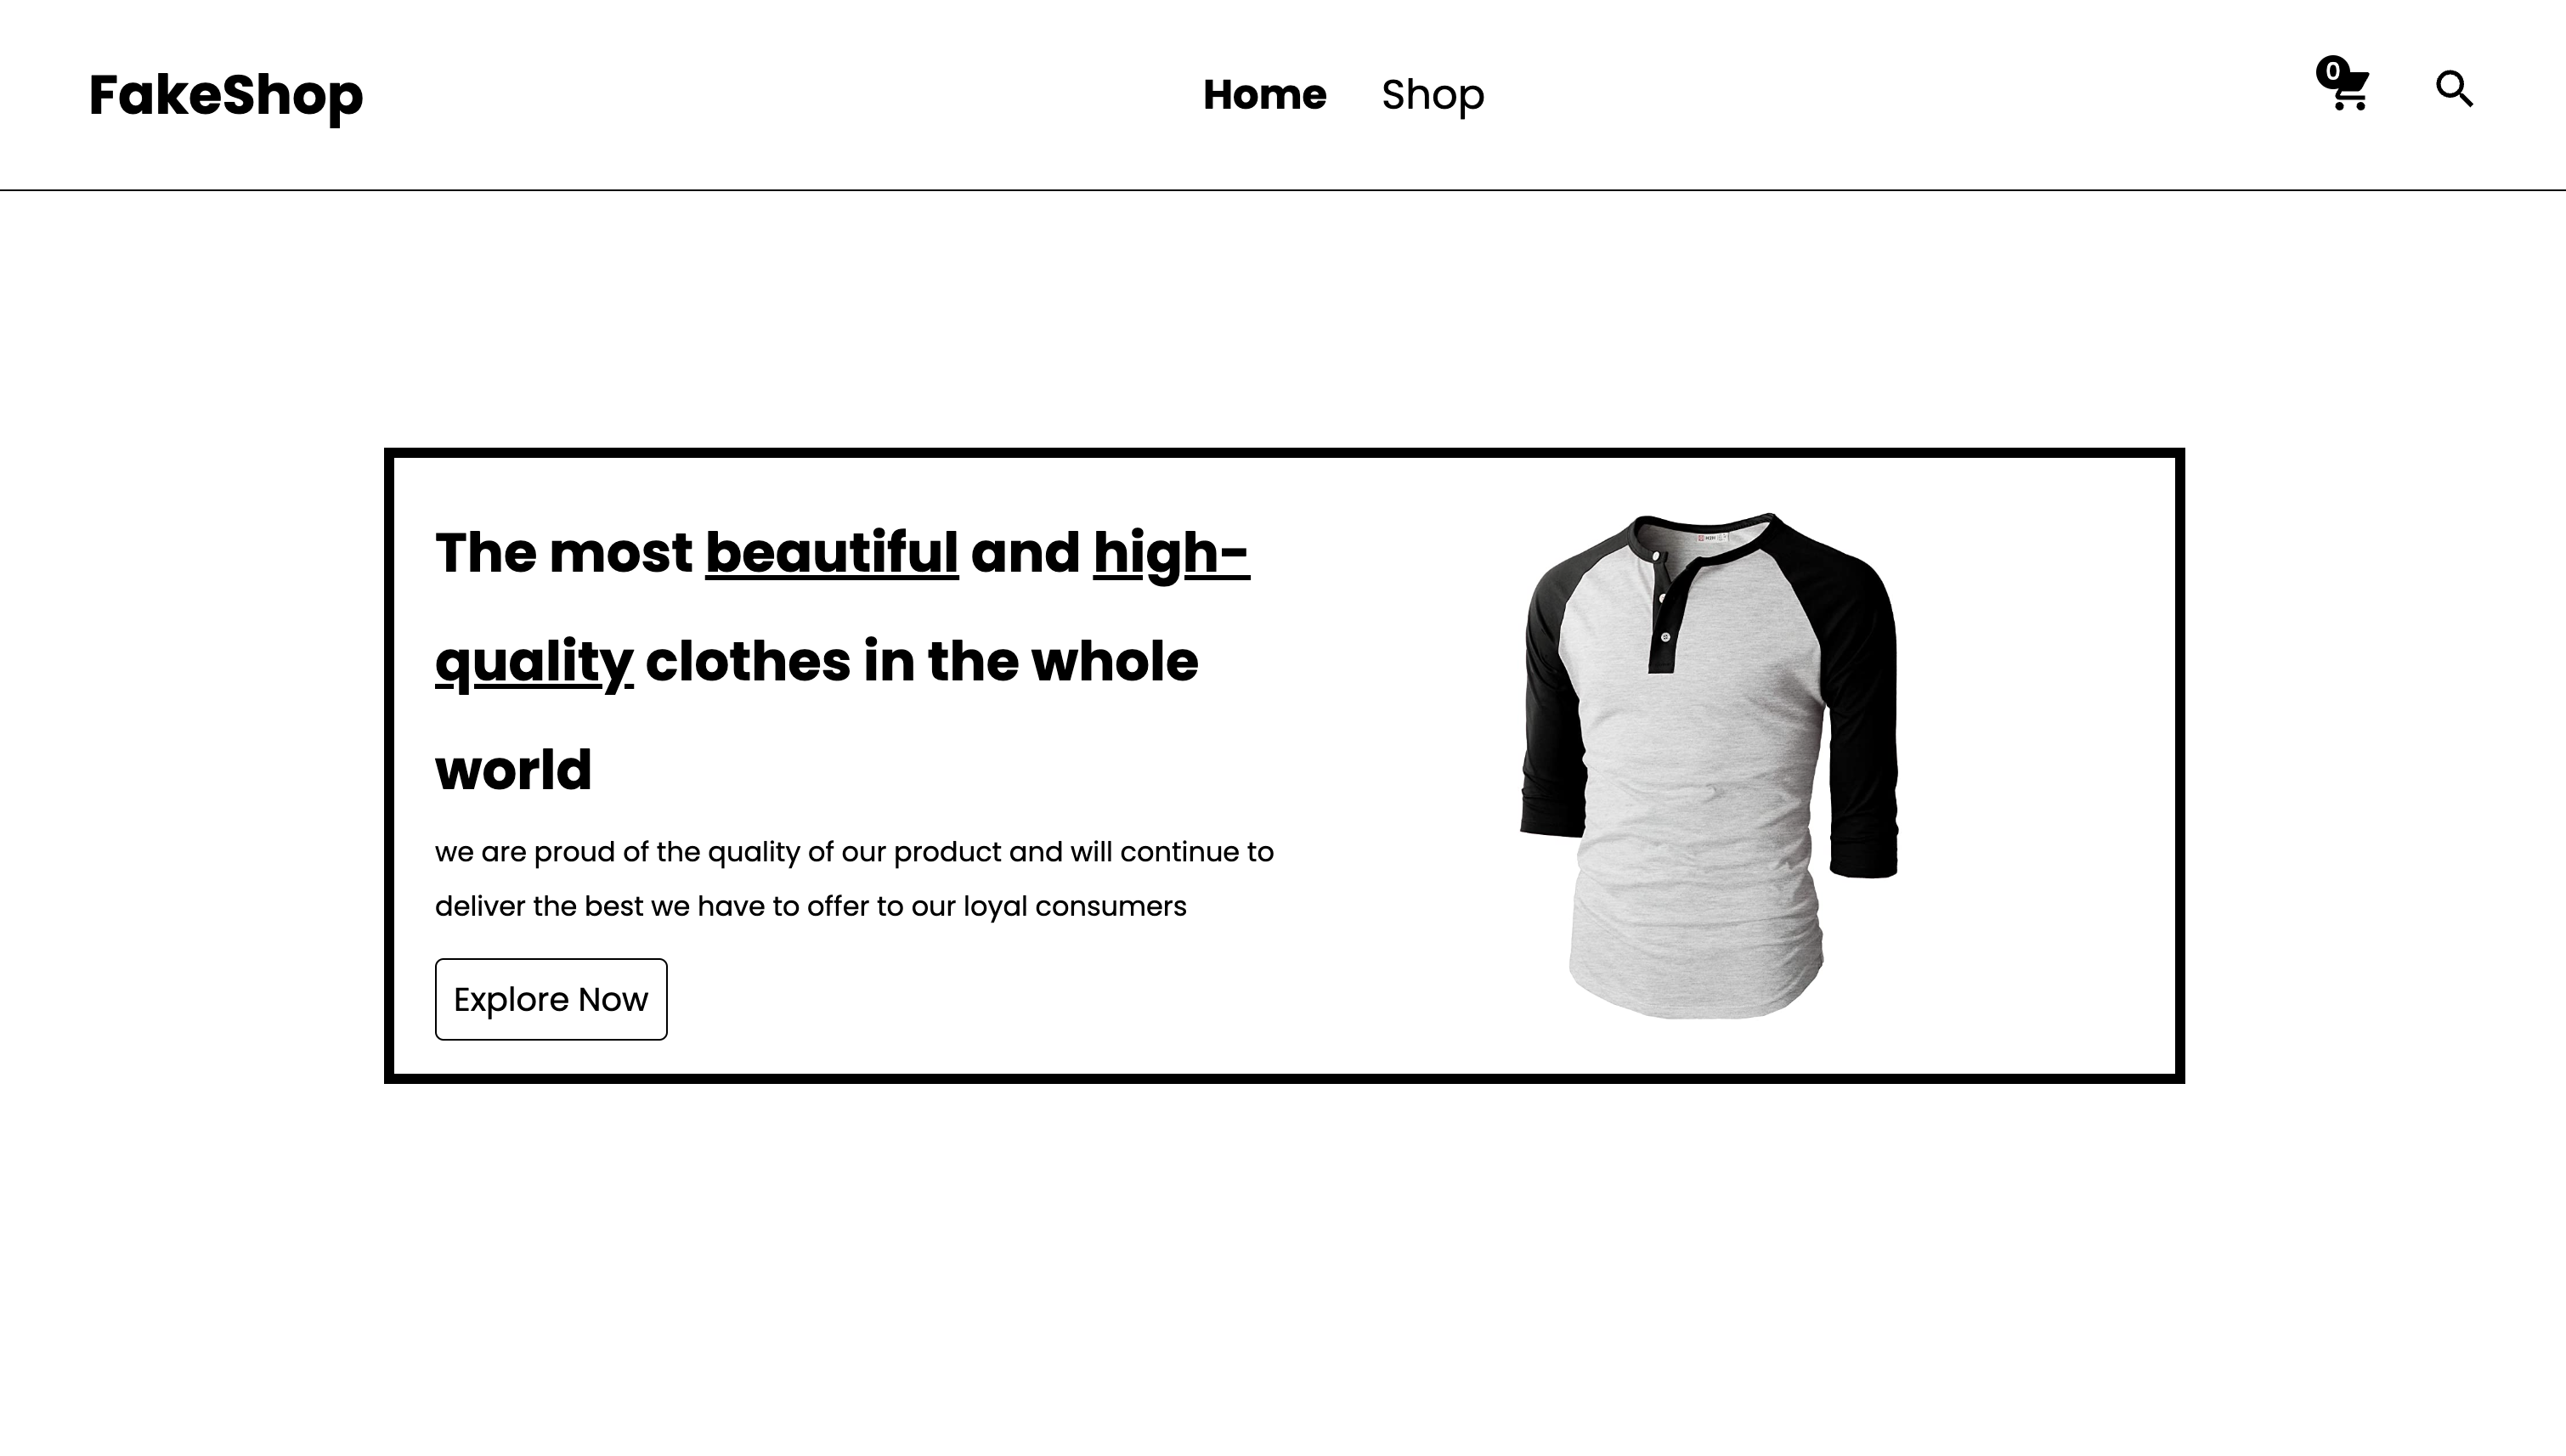 FakeShop
Home
Shop
0
The most beautiful and high-
quality clothes in the whole
world
we are proud of the quality of our product and will continue to
deliver the best we have to offer to our loyal consumers
Explore Now